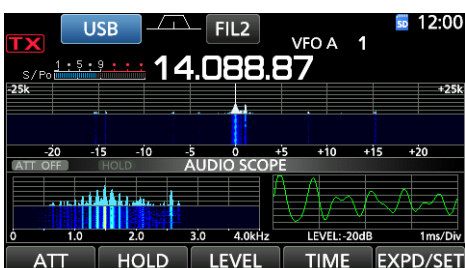 USB FIL2 SD 12:00
TX VFO A 1
S/Po 1 • 5 • 9 • • • 14.088.87
-25k +25k
-20 -15 -10 -5 0 +5 +10 +15 +20
ATT OFF HOLD AUDIO SCOPE
0 1.0 2.0 3.0 4.0kHz LEVEL:-20dB 1ms/Div
ATT HOLD LEVEL TIME EXPD/SET